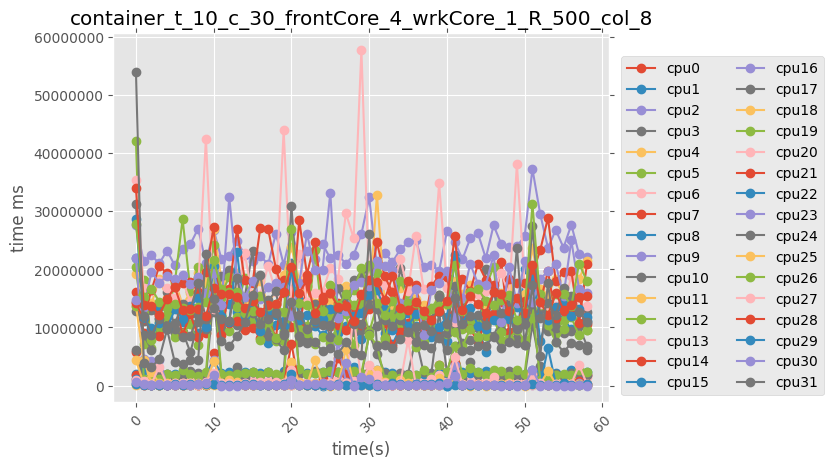 container_t_10_c_30_frontCore_4_wrkCore_1_R_500_col_8
60000000
50000000
40000000
30000000
20000000
10000000
0
time ms
0
10
20
30
40
50
60
time(s)
cpu0
cpu1
cpu2
cpu3
cpu4
cpu5
cpu6
cpu7
cpu8
cpu9
cpu10
cpu11
cpu12
cpu13
cpu14
cpu15
cpu16
cpu17
cpu18
cpu19
cpu20
cpu21
cpu22
cpu23
cpu24
cpu25
cpu26
cpu27
cpu28
cpu29
cpu30
cpu31